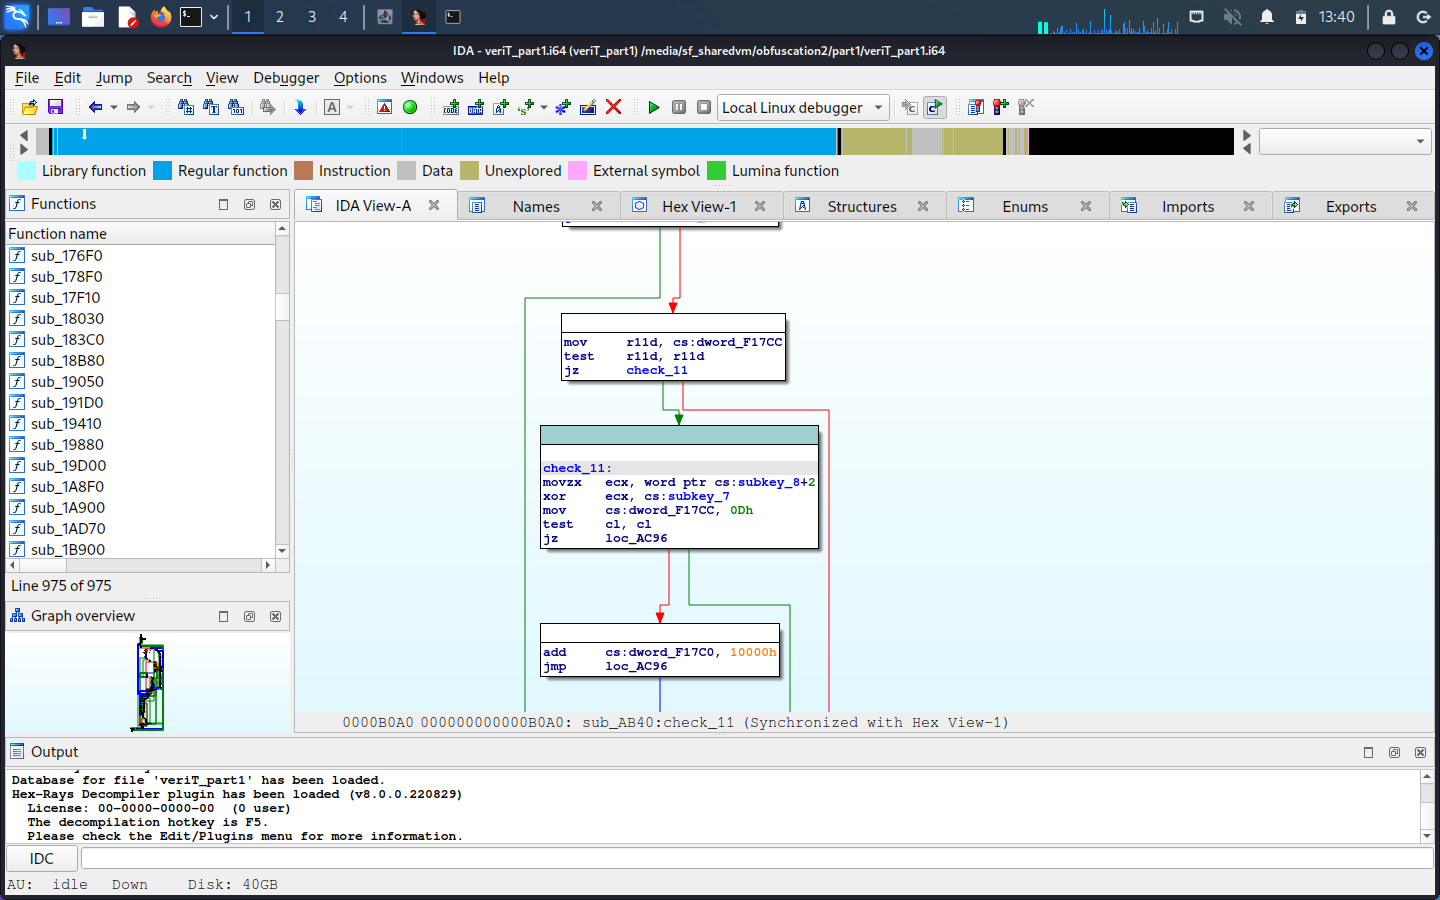 1 2 3 4 13:40
IDA - veriT_part1.i64 (veriT_part1) /media/sf_sharedvm/obfuscation2/part1/veriT_part1.i64
File Edit Jump Search View Debugger Options Windows Help
Local Linux debugger
Library function Regular function Instruction Data Unexplored External symbol Lumina function
Functions
IDA View-A Names Hex View-1 Structures Enums Imports Exports
Function name
sub_176F0
sub_178F0
sub_17F10
sub_18030
sub_183C0
sub_18B80
sub_19050
sub_191D0
sub_19410
sub_19880
sub_19D00
sub_1A8F0
sub_1A900
sub_1AD70
sub_1B900
Line 975 of 975
Graph overview
mov r11d, cs:dword_F17CC
test r11d, r11d
jz check_11
check_11:
movzx ecx, word ptr cs:subkey_8+2
xor ecx, cs:subkey_7
mov cs:dword_F17CC, 0Dh
test cl, cl
jz loc_AC96
add cs:dword_F17C0, 10000h
jmp loc_AC96
0000B0A0 000000000000B0A0: sub_AB40:check_11 (Synchronized with Hex View-1)
Output
Database for file 'veriT_part1' has been loaded.
Hex-Rays Decompiler plugin has been loaded (v8.0.0.220829)
License: 00-0000-0000-00 (0 user)
The decompilation hotkey is F5.
Please check the Edit/Plugins menu for more information.
IDC
AU: idle Down Disk: 40GB